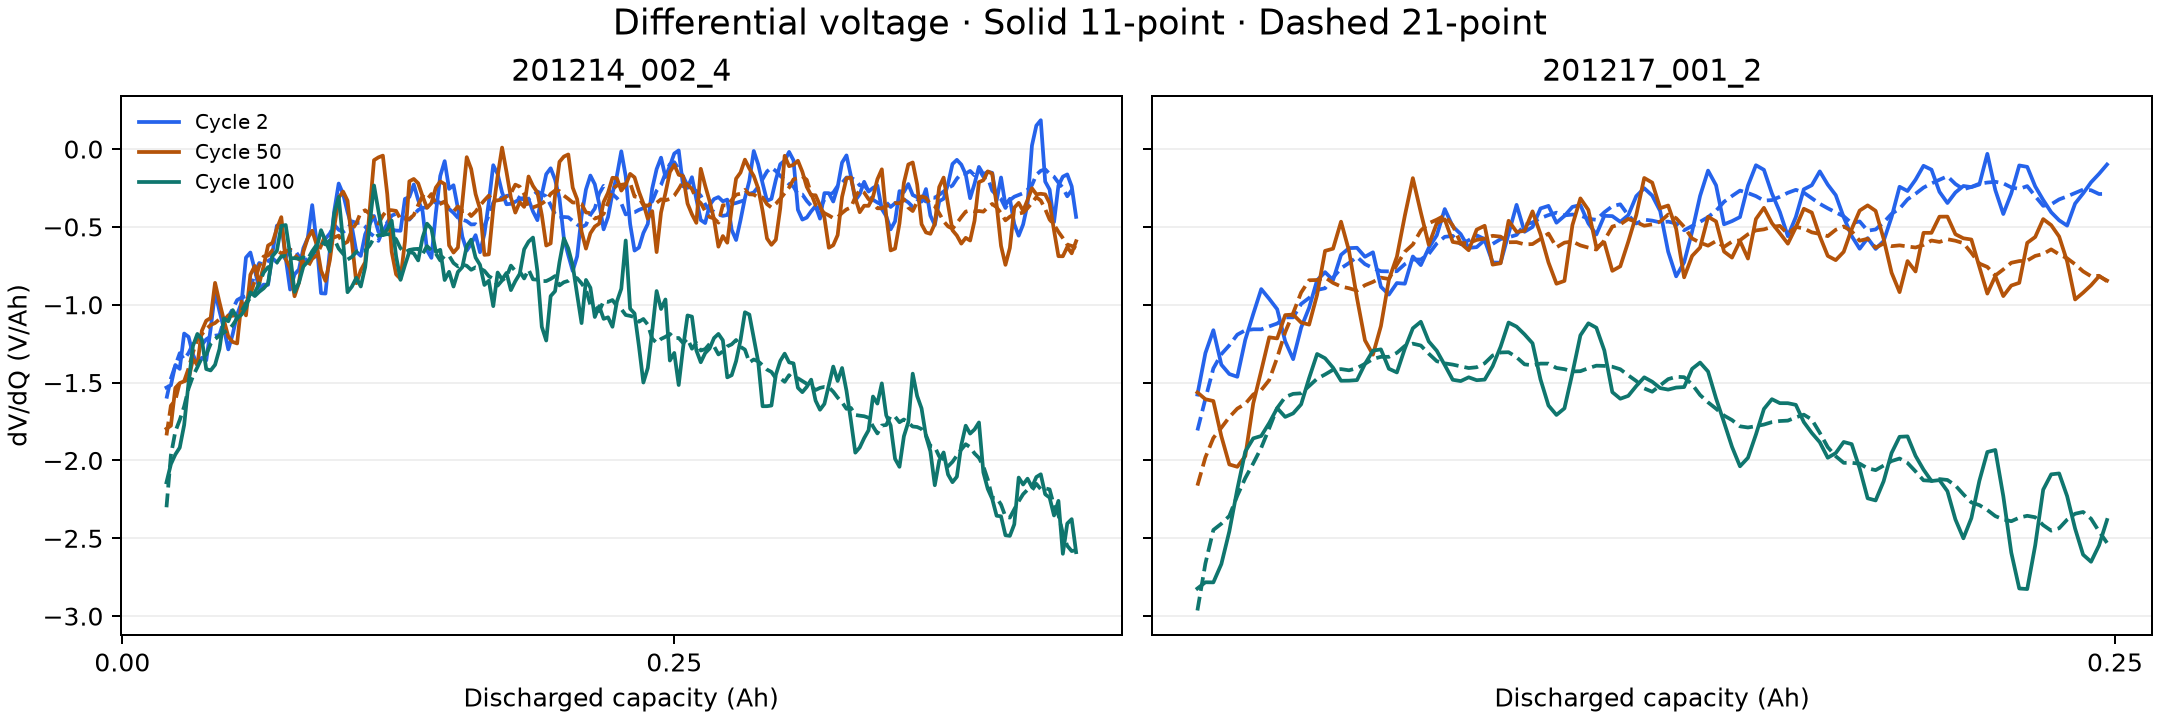 Differential voltage · Solid 11-point · Dashed 21-point
201214_002_4
201217_001_2
Cycle 2
Cycle 50
Cycle 100
dV/dQ (V/Ah)
0.0
−0.5
−1.0
−1.5
−2.0
−2.5
−3.0
0.00
0.25
0.25
Discharged capacity (Ah)
Discharged capacity (Ah)